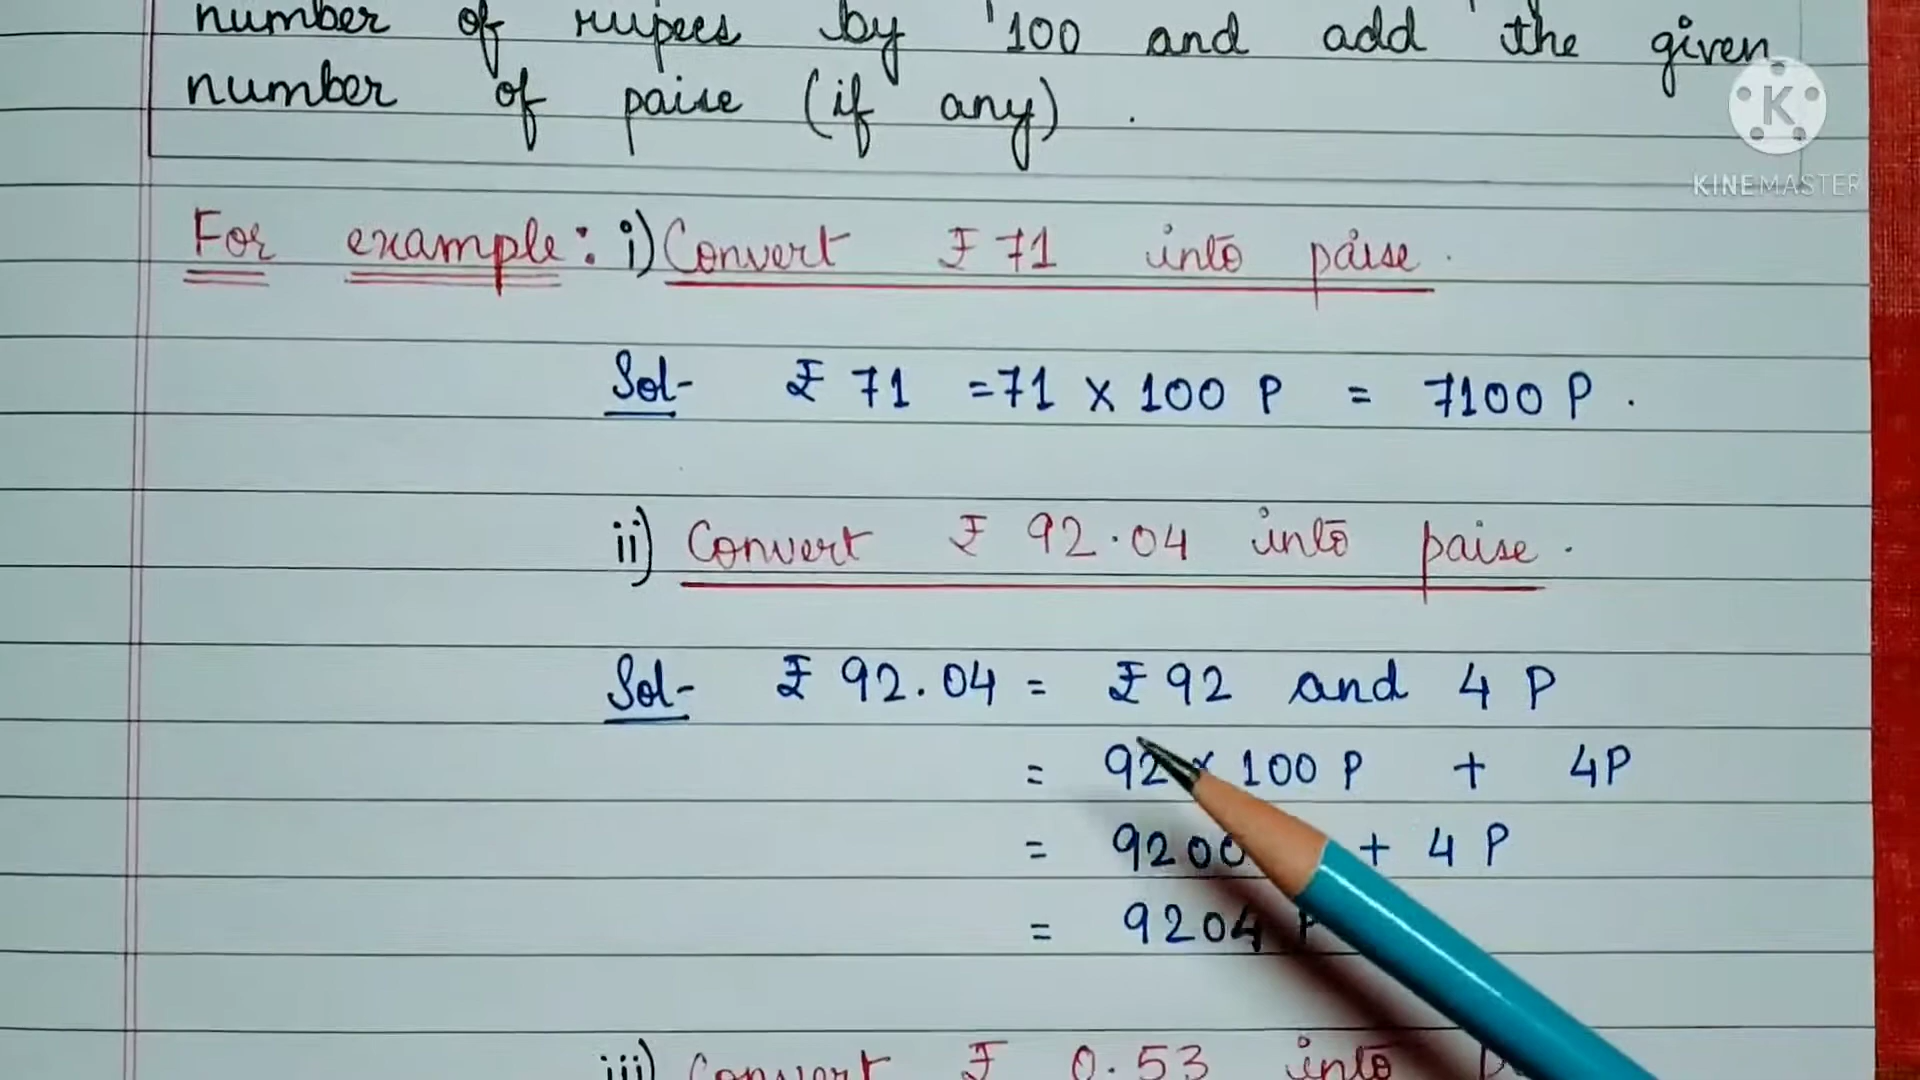 number of rupees by '100 and add the given
number of paise (if any).
K
KINEMASTER
For example: i) Convert ₹ 71 into paise.
Sol- ₹ 71 = 71 x 100 P = 7100 P.
ii) Convert ₹ 92.04 into paise.
Sol- ₹ 92.04 = ₹ 92 and 4 P
= 92 x 100 P + 4P
= 9200 + 4 P
= 9204 P
iii) Convert ₹ 0.53 into